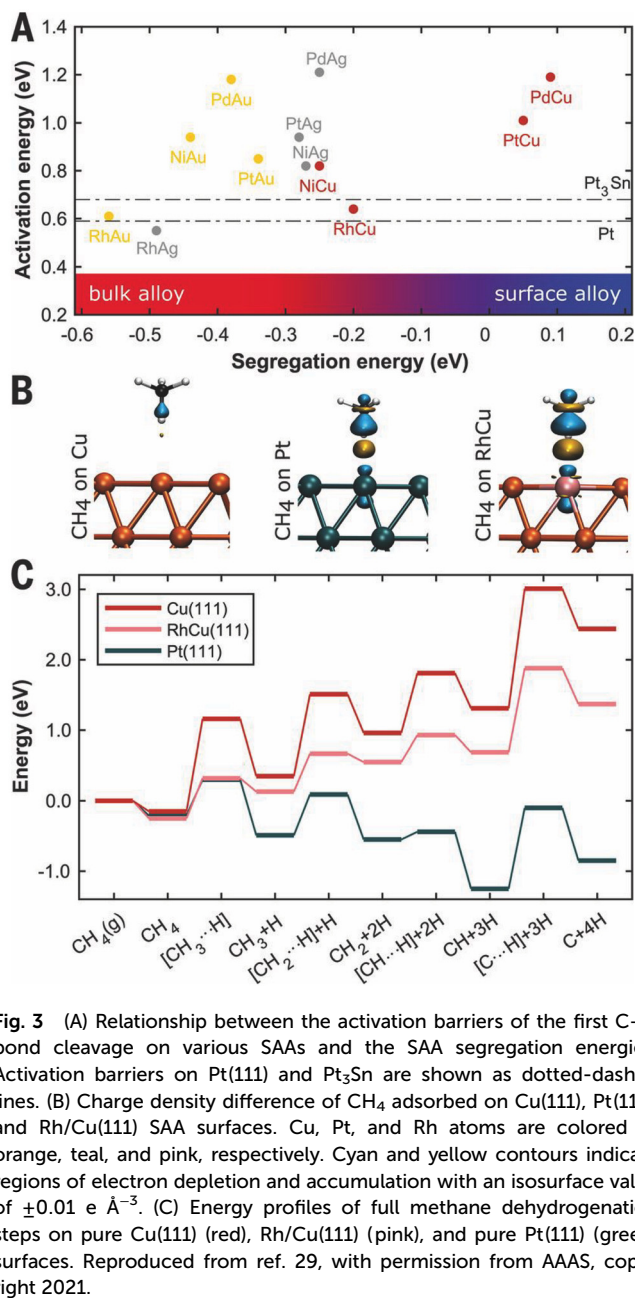 A
Activation energy (eV)
1.4
1.2
1.0
0.8
0.6
0.4
0.2
PdAg
PdAu
PdCu
PtAg
PtCu
NiAu
NiAg
PtAu
NiCu
Pt3Sn
RhCu
RhAu
Pt
RhAg
bulk alloy
surface alloy
-0.6 -0.5 -0.4 -0.3 -0.2 -0.1 0 0.1 0.2
Segregation energy (eV)
B
CH4 on Cu
CH4 on Pt
CH4 on RhCu
C
Energy (eV)
3.0
2.0
1.0
0.0
-1.0
Cu(111)
RhCu(111)
Pt(111)
CH4(g)
CH4
[CH3···H]
CH3+H
[CH2···H]+H
CH2+2H
[CH···H]+2H
CH+3H
[C···H]+3H
C+4H
Fig. 3 (A) Relationship between the activation barriers of the first C–
bond cleavage on various SAAs and the SAA segregation energie
Activation barriers on Pt(111) and Pt3Sn are shown as dotted-dash
ines. (B) Charge density difference of CH4 adsorbed on Cu(111), Pt(11
and Rh/Cu(111) SAA surfaces. Cu, Pt, and Rh atoms are colored
orange, teal, and pink, respectively. Cyan and yellow contours indica
regions of electron depletion and accumulation with an isosurface val
of ±0.01 e Å−3. (C) Energy profiles of full methane dehydrogenati
steps on pure Cu(111) (red), Rh/Cu(111) (pink), and pure Pt(111) (gree
surfaces. Reproduced from ref. 29, with permission from AAAS, cop
right 2021.